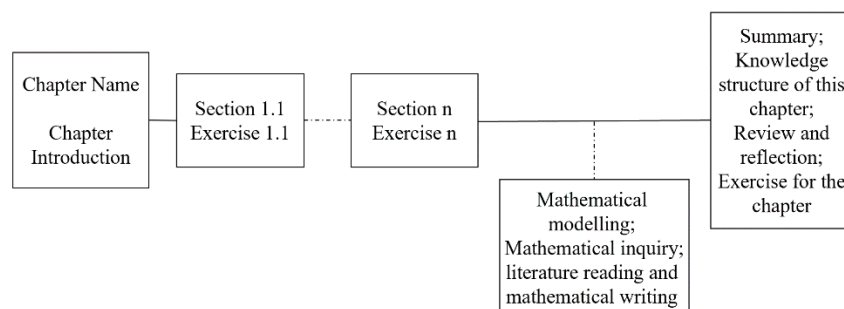 Chapter Name
Chapter
Introduction
Section 1.1
Exercise 1.1
Section n
Exercise n
Mathematical
modelling;
Mathematical inquiry;
literature reading and
mathematical writing
Summary;
Knowledge
structure of this
chapter;
Review and
reflection;
Exercise for the
chapter